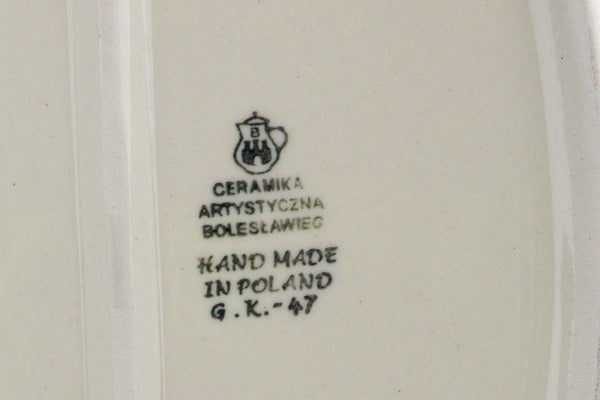 B
CERAMIKA
ARTYSTYCZNA
BOLESŁAWIEC
HAND MADE
IN POLAND
G.K.-47